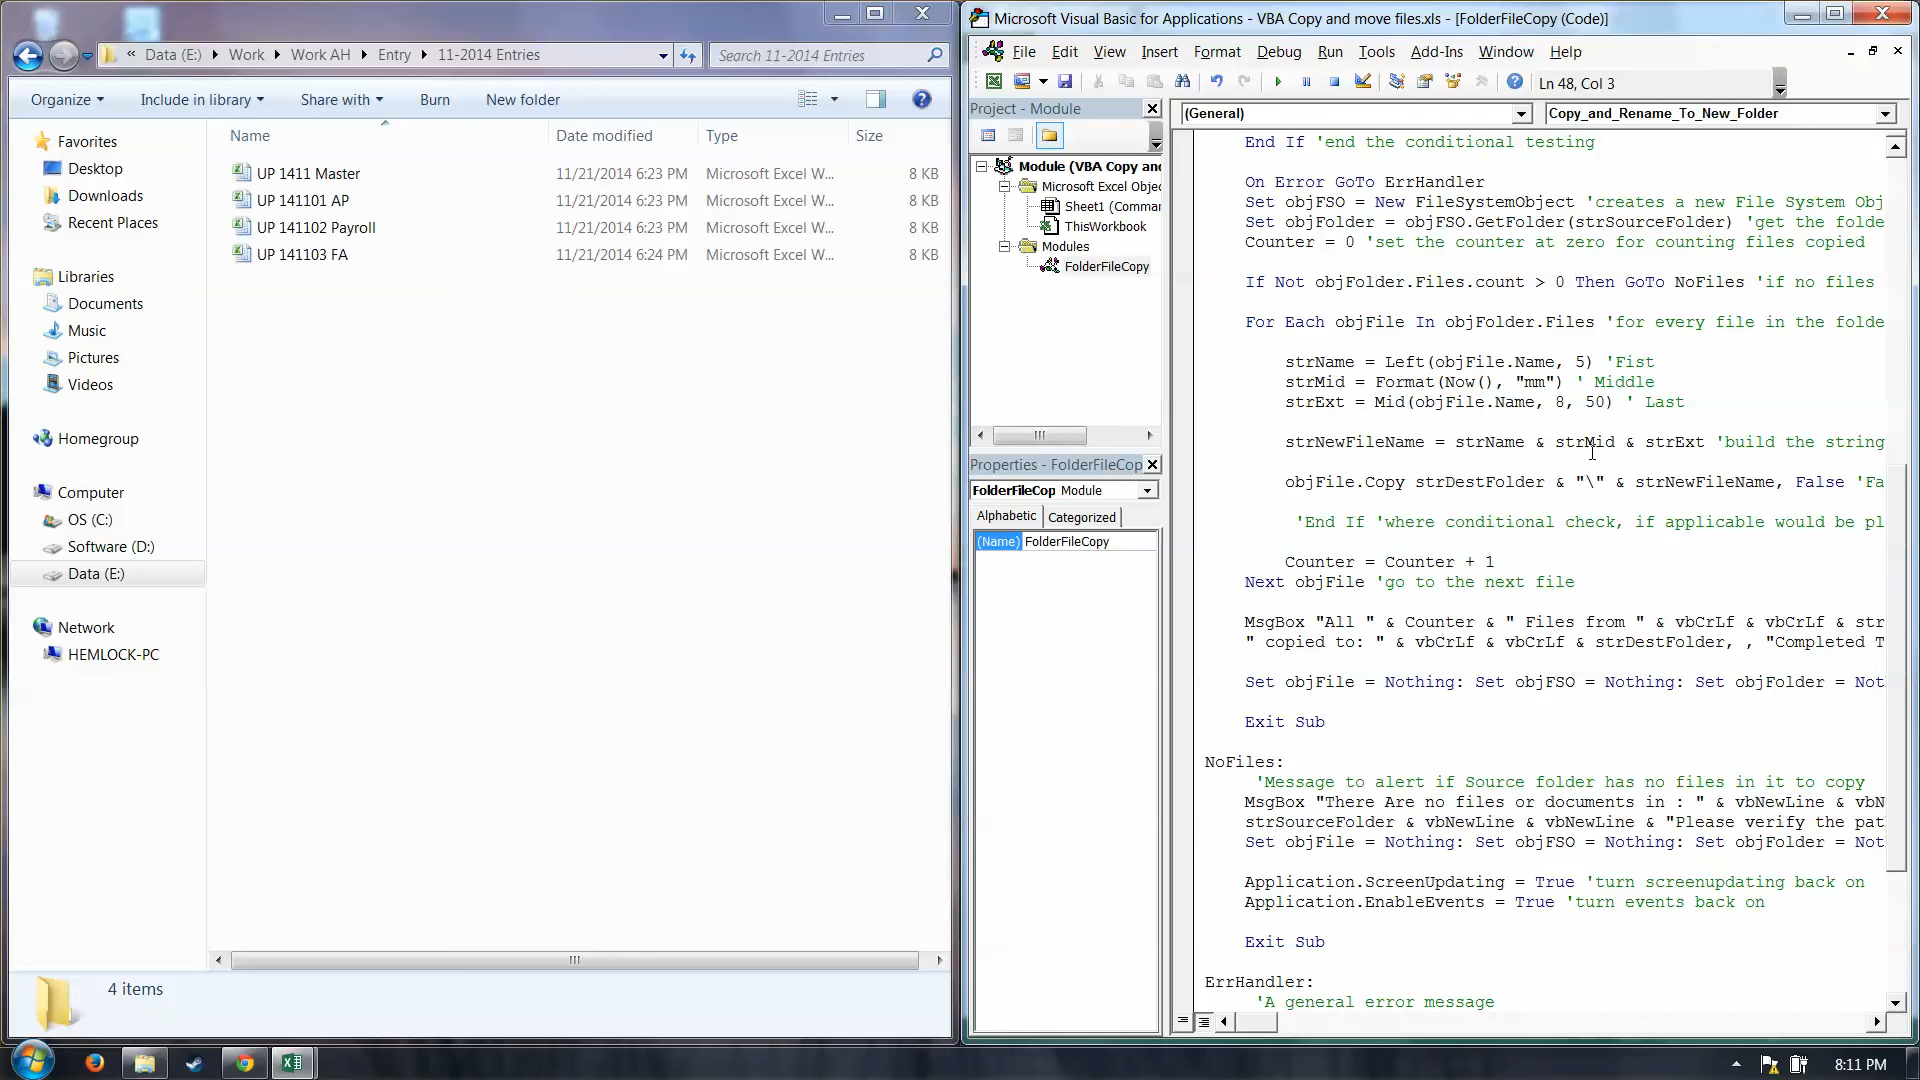 « Data (E:) Work Work AH Entry 11-2014 Entries
Search 11-2014 Entries
Organize Include in library Share with Burn New folder
Name Date modified Type Size
UP 1411 Master 11/21/2014 6:23 PM Microsoft Excel W... 8 KB
UP 141101 AP 11/21/2014 6:23 PM Microsoft Excel W... 8 KB
UP 141102 Payroll 11/21/2014 6:23 PM Microsoft Excel W... 8 KB
UP 141103 FA 11/21/2014 6:24 PM Microsoft Excel W... 8 KB
Favorites
Desktop
Downloads
Recent Places
Libraries
Documents
Music
Pictures
Videos
Homegroup
Computer
OS (C:)
Software (D:)
Data (E:)
Network
HEMLOCK-PC
4 items
Microsoft Visual Basic for Applications - VBA Copy and move files.xls - [FolderFileCopy (Code)]
File Edit View Insert Format Debug Run Tools Add-Ins Window Help
Ln 48, Col 3
Project - Module
Module (VBA Copy an
Microsoft Excel Objec
Sheet1 (Commar
ThisWorkbook
Modules
FolderFileCopy
Properties - FolderFileCop
FolderFileCop Module
Alphabetic Categorized
(Name) FolderFileCopy
(General) Copy_and_Rename_To_New_Folder
End If 'end the conditional testing
On Error GoTo ErrHandler
Set objFSO = New FileSystemObject 'creates a new File System Obj
Set objFolder = objFSO.GetFolder(strSourceFolder) 'get the folde
Counter = 0 'set the counter at zero for counting files copied
If Not objFolder.Files.count > 0 Then GoTo NoFiles 'if no files
For Each objFile In objFolder.Files 'for every file in the folde
strName = Left(objFile.Name, 5) 'Fist
strMid = Format(Now(), "mm") ' Middle
strExt = Mid(objFile.Name, 8, 50) ' Last
strNewFileName = strName & strMid & strExt 'build the string
objFile.Copy strDestFolder & "\" & strNewFileName, False 'Fa
'End If 'where conditional check, if applicable would be pl
Counter = Counter + 1
Next objFile 'go to the next file
MsgBox "All " & Counter & " Files from " & vbCrLf & vbCrLf & str
" copied to: " & vbCrLf & vbCrLf & strDestFolder, , "Completed T
Set objFile = Nothing: Set objFSO = Nothing: Set objFolder = Not
Exit Sub
NoFiles:
'Message to alert if Source folder has no files in it to copy
MsgBox "There Are no files or documents in : " & vbNewLine & vbN
strSourceFolder & vbNewLine & vbNewLine & "Please verify the pat
Set objFile = Nothing: Set objFSO = Nothing: Set objFolder = Not
Application.ScreenUpdating = True 'turn screenupdating back on
Application.EnableEvents = True 'turn events back on
Exit Sub
ErrHandler:
'A general error message
8:11 PM